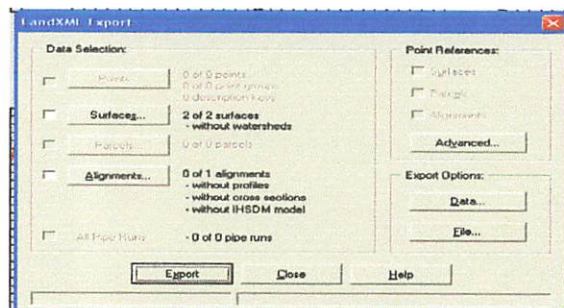 LandXML Export
Data Selection:
Points...
0 of 0 points
0 of 0 point groups
0 description keys
Surfaces...
2 of 2 surfaces
- without watersheds
Parcels...
0 of 0 parcels
Alignments...
0 of 1 alignments
- without profiles
- without cross sections
- without IHSDM model
All Pipe Runs
- 0 of 0 pipe runs
Point References:
Surfaces
Parcels
Alignments
Advanced...
Export Options:
Data...
File...
Export
Close
Help